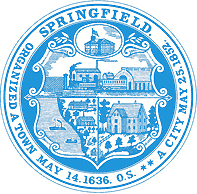 SPRINGFIELD.
ORGANIZED A TOWN MAY 14.1636. O.S. ** A CITY MAY 25.1852.